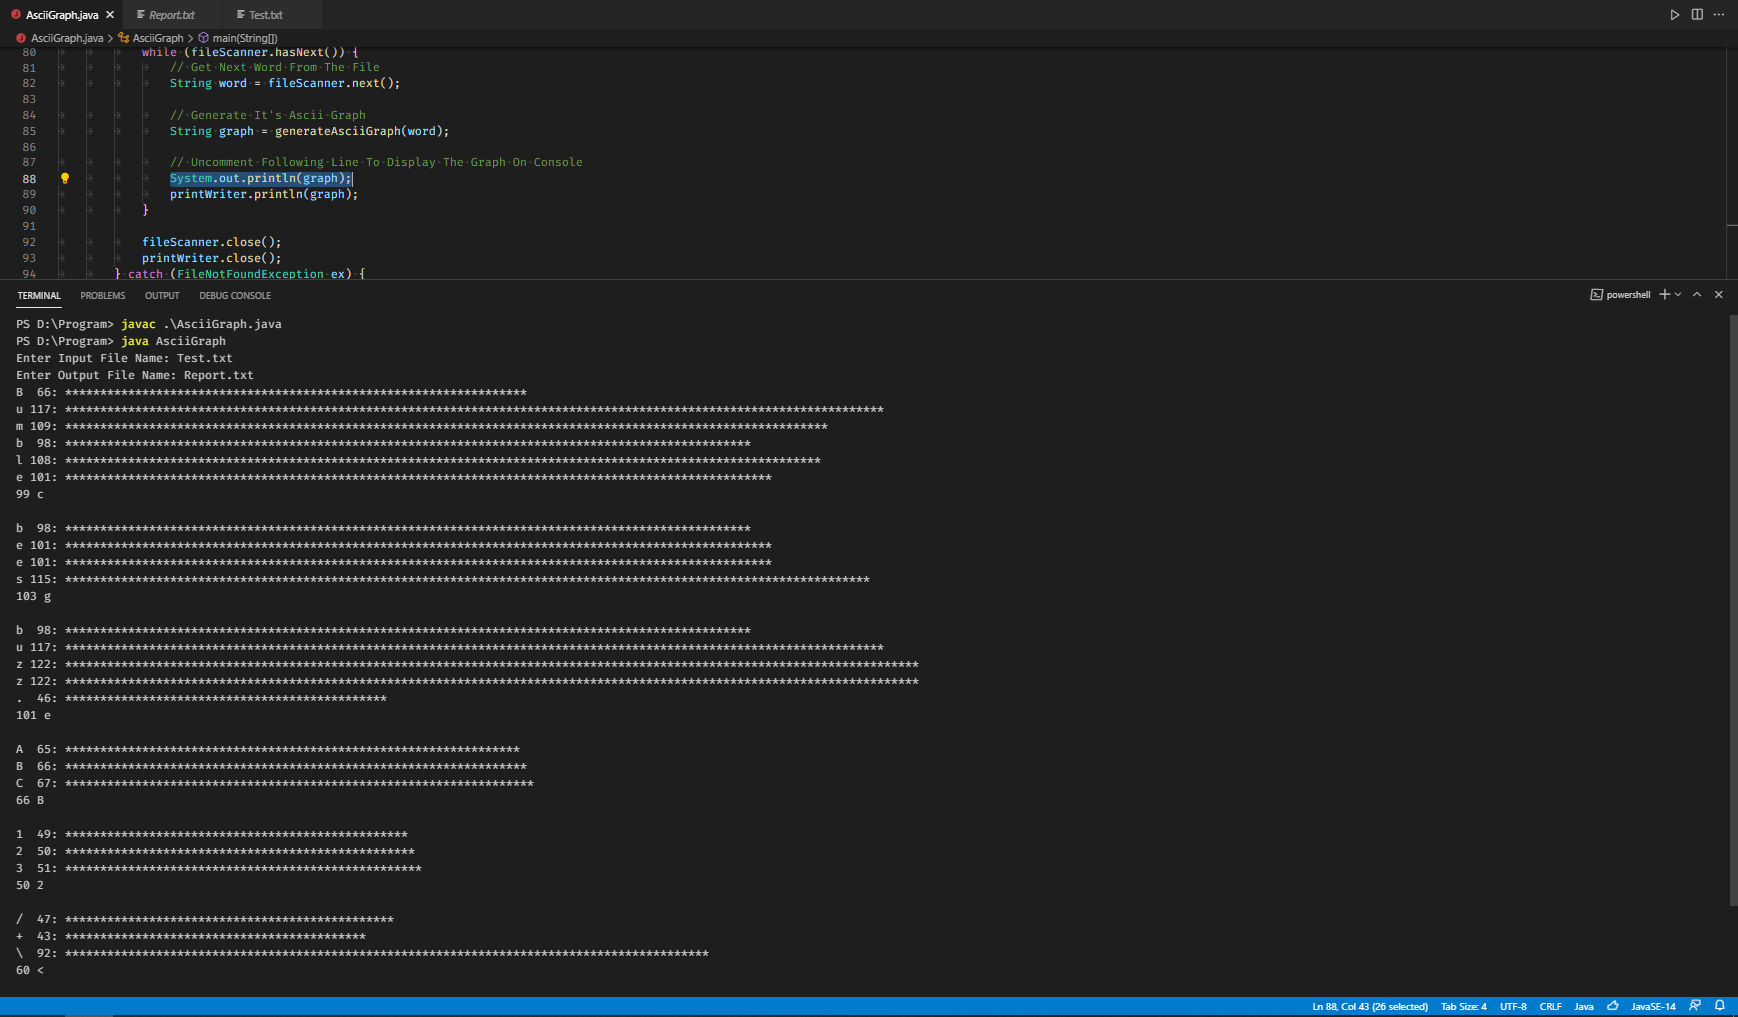 AsciiGraph.java Report.txt Test.txt
AsciiGraph.java > AsciiGraph > main(String[])
80 while (fileScanner.hasNext()) {
81 // Get Next Word From The File
82 String word = fileScanner.next();
83
84 // Generate It's Ascii Graph
85 String graph = generateAsciiGraph(word);
86
87 // Uncomment Following Line To Display The Graph On Console
88 System.out.println(graph);
89 printWriter.println(graph);
90 }
91
92 fileScanner.close();
93 printWriter.close();
94 } catch (FileNotFoundException ex) {
TERMINAL PROBLEMS OUTPUT DEBUG CONSOLE powershell
PS D:\Program> javac .\AsciiGraph.java
PS D:\Program> java AsciiGraph
Enter Input File Name: Test.txt
Enter Output File Name: Report.txt
B  66: ******************************************************************
u 117: *********************************************************************************************************************
m 109: *************************************************************************************************************
b  98: **************************************************************************************************
l 108: ************************************************************************************************************
e 101: *****************************************************************************************************
99 c
b  98: **************************************************************************************************
e 101: *****************************************************************************************************
e 101: *****************************************************************************************************
s 115: *******************************************************************************************************************
103 g
b  98: **************************************************************************************************
u 117: *********************************************************************************************************************
z 122: **************************************************************************************************************************
z 122: **************************************************************************************************************************
.  46: **********************************************
101 e
A  65: *****************************************************************
B  66: ******************************************************************
C  67: *******************************************************************
66 B
1  49: *************************************************
2  50: **************************************************
3  51: ***************************************************
50 2
/  47: ***********************************************
+  43: *******************************************
\  92: ********************************************************************************************
60 <
Ln 88, Col 43 (26 selected) Tab Size: 4 UTF-8 CRLF Java JavaSE-14